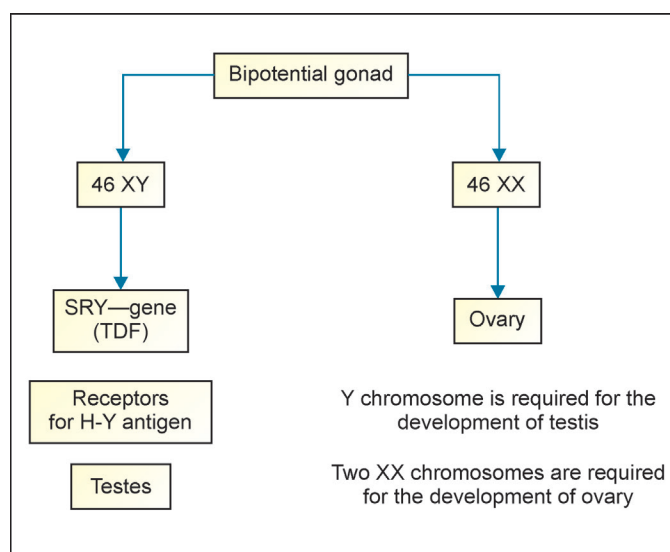 Bipotential gonad
46 XY
46 XX
SRY—gene
(TDF)
Ovary
Receptors
for H-Y antigen
Y chromosome is required for the
development of testis
Testes
Two XX chromosomes are required
for the development of ovary